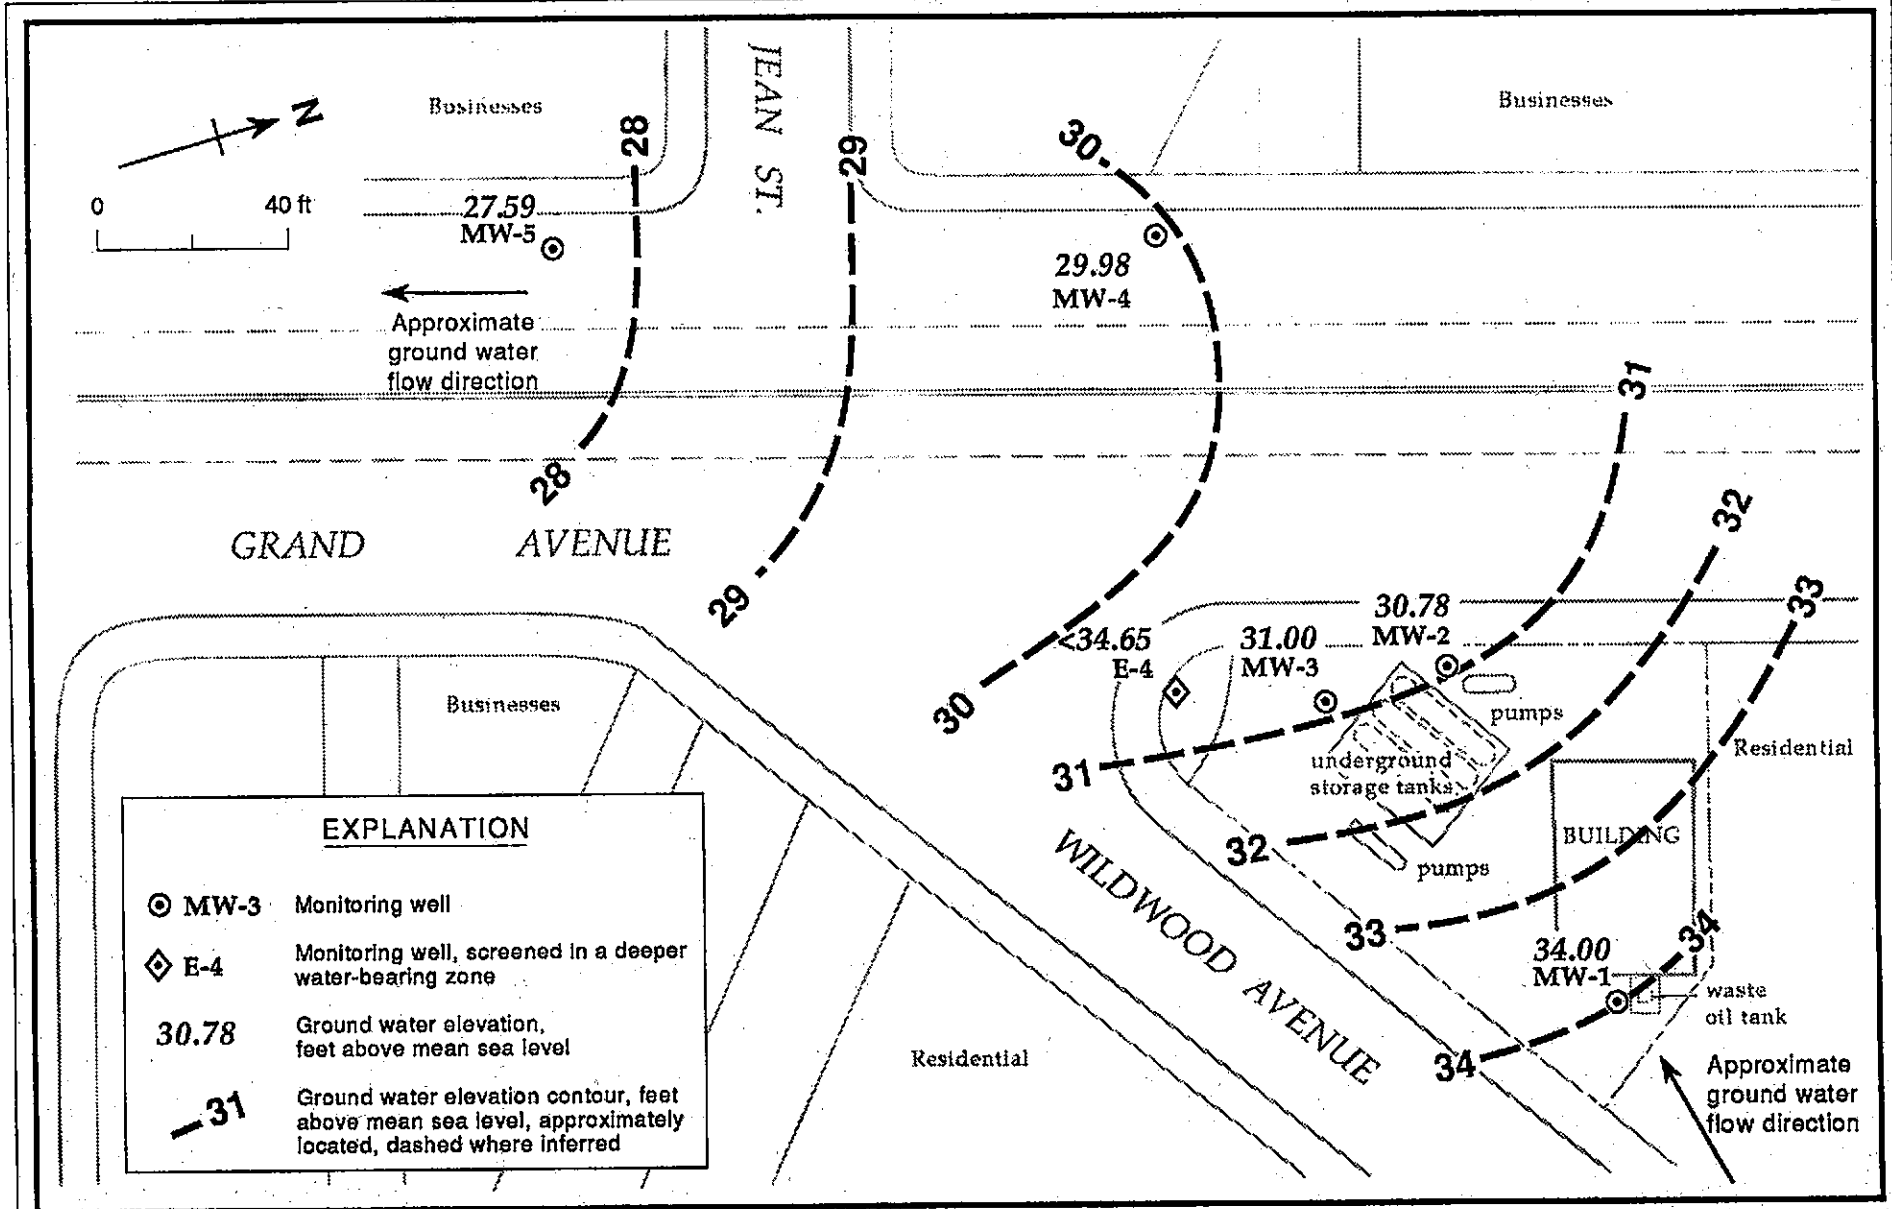 JEAN ST.
Businesses
Businesses
N
28
29
30
0 40 ft
27.59
MW-5
29.98
MW-4
Approximate
ground water
flow direction
31
28
32
GRAND AVENUE
29
33
30.78
MW-2
<34.65
E-4
31.00
MW-3
30
Businesses
pumps
Residential
31
underground
storage tanks
32
BUILDING
pumps
WILDWOOD AVENUE
33
34
34.00
MW-1
waste
oil tank
34
Residential
Approximate
ground water
flow direction
EXPLANATION
MW-3 Monitoring well
E-4 Monitoring well, screened in a deeper
water-bearing zone
30.78 Ground water elevation,
feet above mean sea level
31 Ground water elevation contour, feet
above mean sea level, approximately
located, dashed where inferred